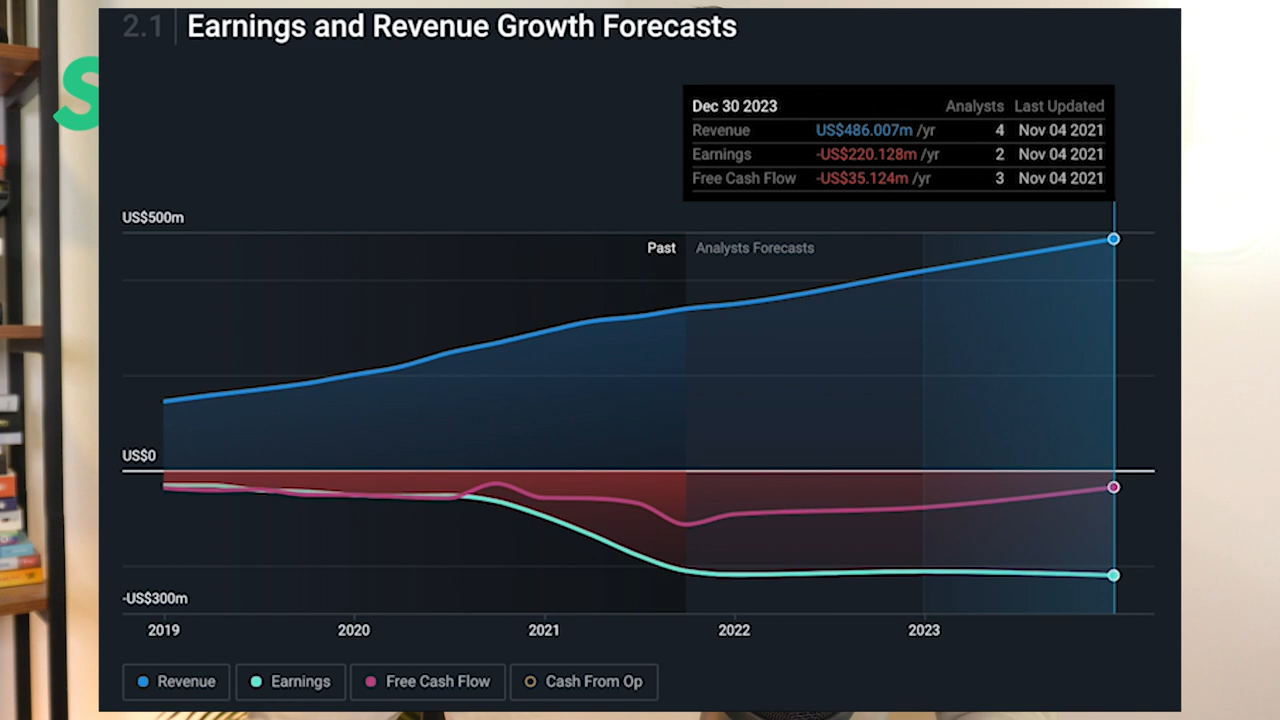 2.1 Earnings and Revenue Growth Forecasts
S
Dec 30 2023 Analysts Last Updated
Revenue US$486.007m /yr 4 Nov 04 2021
Earnings -US$220.128m /yr 2 Nov 04 2021
Free Cash Flow -US$35.124m /yr 3 Nov 04 2021
US$500m
Past Analysts Forecasts
US$0
-US$300m
2019 2020 2021 2022 2023
Revenue Earnings Free Cash Flow Cash From Op